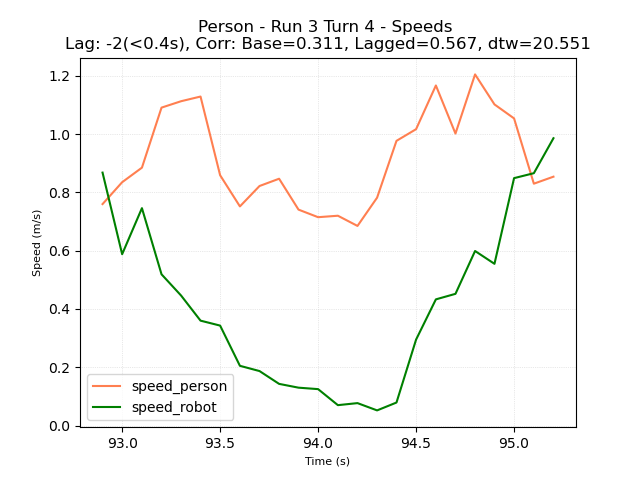 Person - Run 3 Turn 4 - Speeds
Lag: -2(<0.4s), Corr: Base=0.311, Lagged=0.567, dtw=20.551
1.2
1.0
0.8
0.6
0.4
0.2
0.0
Speed (m/s)
speed_person
speed_robot
93.0 93.5 94.0 94.5 95.0
Time (s)